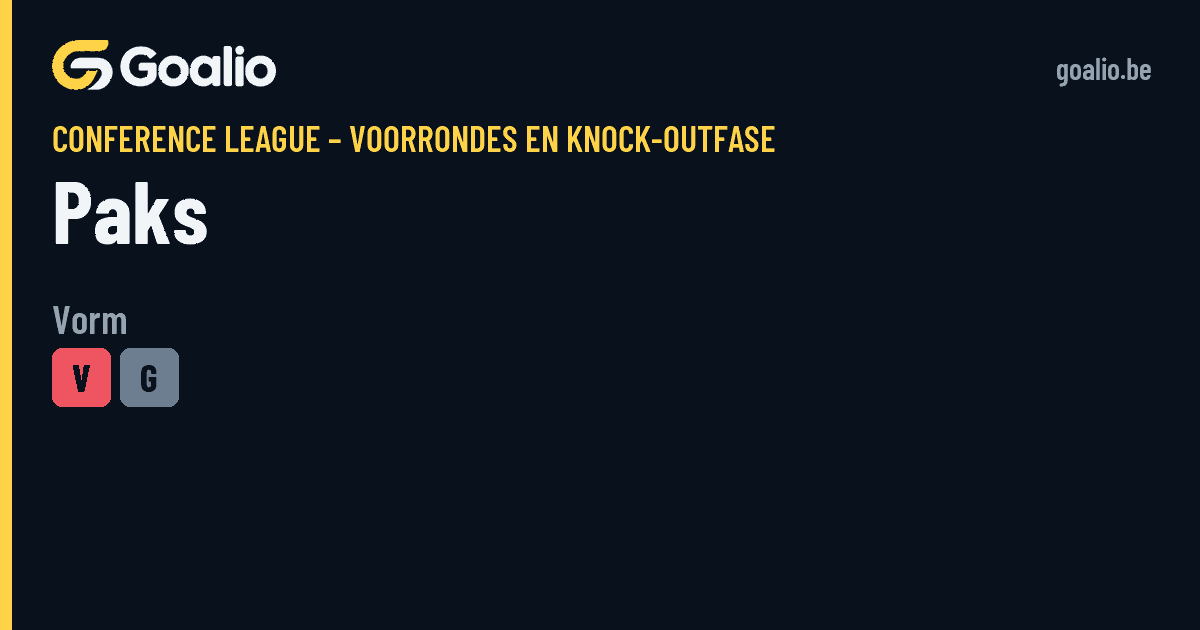 Goalio
goalio.be
CONFERENCE LEAGUE – VOORRONDES EN KNOCK-OUTFASE
Paks
Vorm
V G